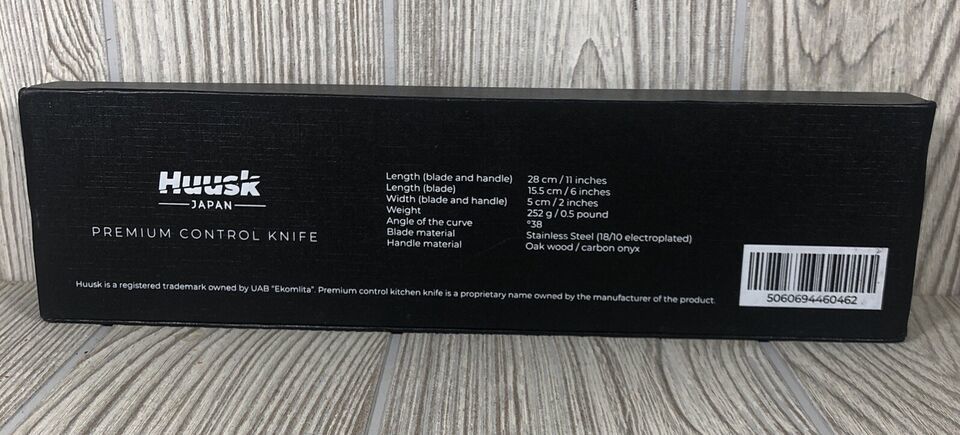 Huusk
JAPAN
PREMIUM CONTROL KNIFE
Length (blade and handle) 28 cm / 11 inches
Length (blade) 15.5 cm / 6 inches
Width (blade and handle) 5 cm / 2 inches
Weight 252 g / 0.5 pound
Angle of the curve °38
Blade material Stainless Steel (18/10 electroplated)
Handle material Oak wood / carbon onyx
Huusk is a registered trademark owned by UAB "Ekomlita". Premium control kitchen knife is a proprietary name owned by the manufacturer of the product.
5060694460462